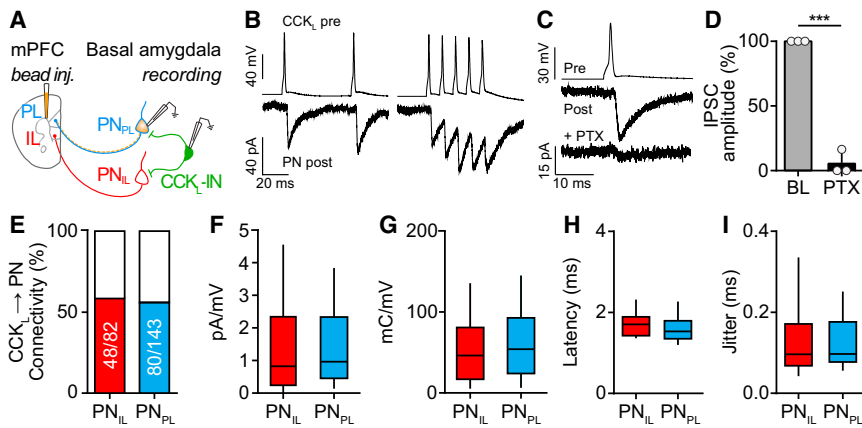 A
mPFC
bead inj.
Basal amygdala
recording
PL
IL
PN_PL
PN_IL
CCK_L-IN
B
CCK_L pre
40 mV
40 pA
PN post
20 ms
C
30 mV
Pre
Post
+ PTX
15 pA
10 ms
D
***
IPSC
amplitude (%)
100
50
0
BL PTX
E
CCK_L → PN
Connectivity (%)
100
50
0
48/82
80/143
PN_IL PN_PL
F
pA/mV
5
4
3
2
1
0
PN_IL PN_PL
G
mC/mV
200
100
0
PN_IL PN_PL
H
Latency (ms)
4
2
0
PN_IL PN_PL
I
Jitter (ms)
0.4
0.2
0.0
PN_IL PN_PL